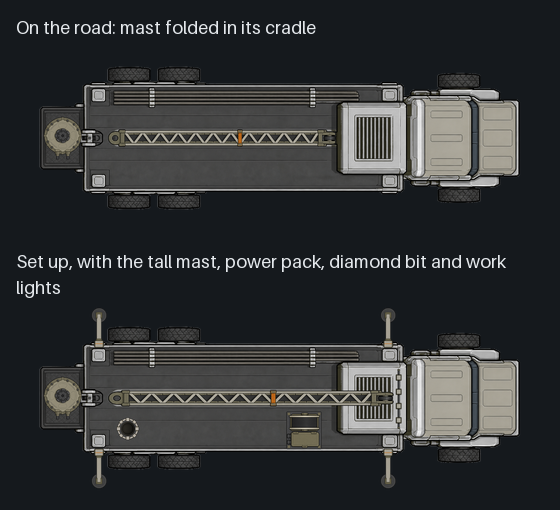 On the road: mast folded in its cradle
Set up, with the tall mast, power pack, diamond bit and work
lights